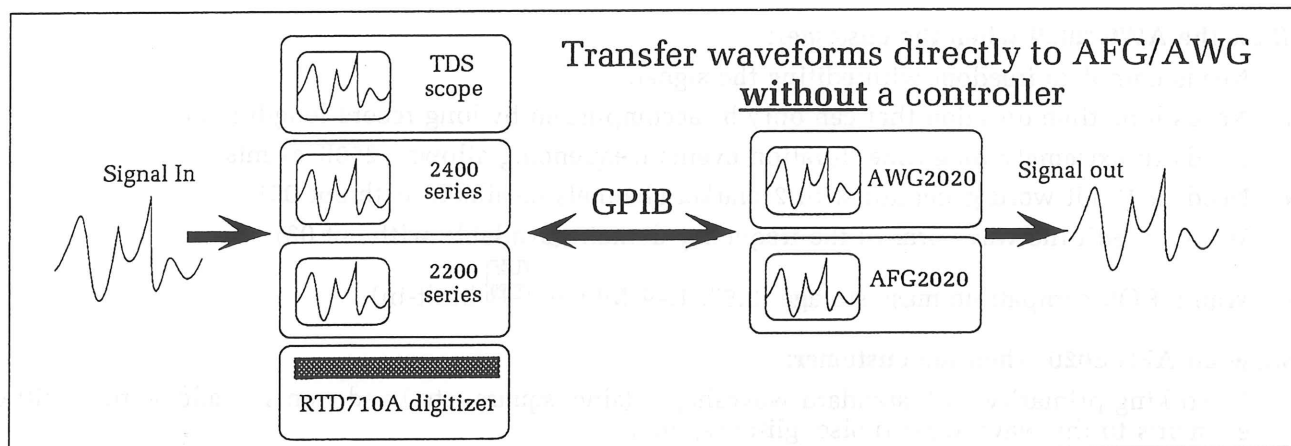 Transfer waveforms directly to AFG/AWG
without a controller
Signal In
TDS
scope
2400
series
2200
series
RTD710A digitizer
GPIB
AWG2020
AFG2020
Signal out